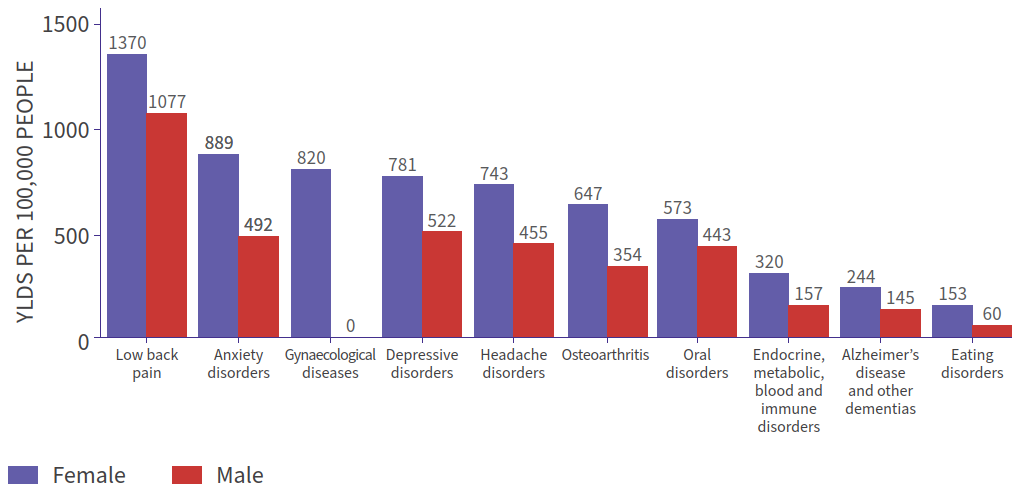 YLDS PER 100,000 PEOPLE
1500
1000
500
0
1370
1077
889
492
820
0
781
522
743
455
647
354
573
443
320
157
244
145
153
60
Low back
pain
Anxiety
disorders
Gynaecological
diseases
Depressive
disorders
Headache
disorders
Osteoarthritis
Oral
disorders
Endocrine,
metabolic,
blood and
immune
disorders
Alzheimer’s
disease
and other
dementias
Eating
disorders
Female
Male